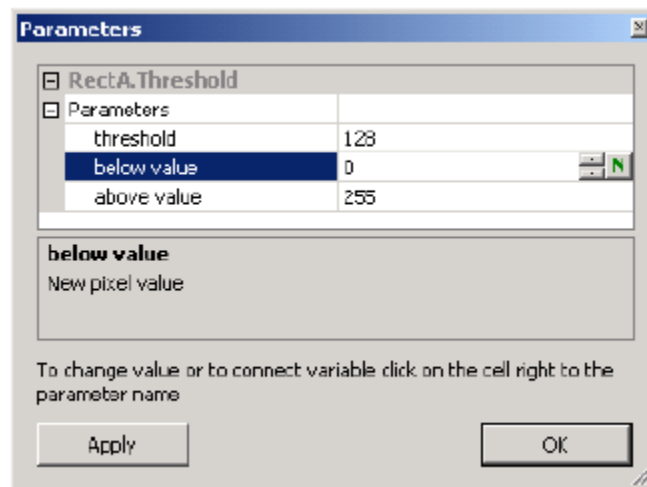 Parameters
RectA.Threshold
Parameters
threshold 128
below value 0 N
above value 255
below value
New pixel value
To change value or to connect variable click on the cell right to the
parameter name
Apply OK